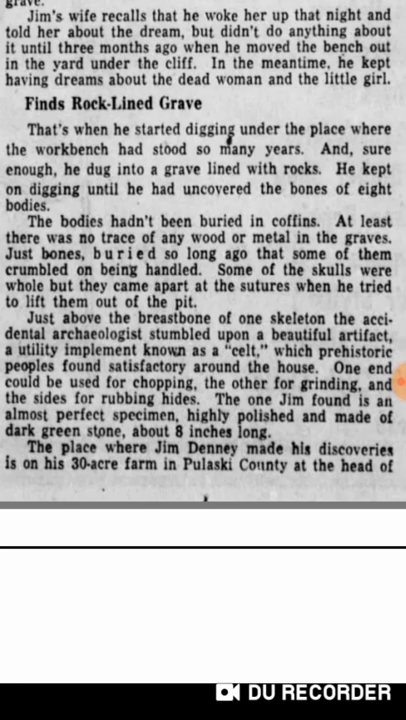 grave.
Jim's wife recalls that he woke her up that night and
told her about the dream, but didn't do anything about
it until three months ago when he moved the bench out
in the yard under the cliff. In the meantime, he kept
having dreams about the dead woman and the little girl.
Finds Rock-Lined Grave
That's when he started digging under the place where
the workbench had stood so many years. And, sure
enough, he dug into a grave lined with rocks. He kept
on digging until he had uncovered the bones of eight
bodies.
The bodies hadn't been buried in coffins. At least
there was no trace of any wood or metal in the graves.
Just bones, buried so long ago that some of them
crumbled on being handled. Some of the skulls were
whole but they came apart at the sutures when he tried
to lift them out of the pit.
Just above the breastbone of one skeleton the acci-
dental archaeologist stumbled upon a beautiful artifact,
a utility implement known as a "celt," which prehistoric
peoples found satisfactory around the house. One end
could be used for chopping, the other for grinding, and
the sides for rubbing hides. The one Jim found is an
almost perfect specimen, highly polished and made of
dark green stone, about 8 inches long.
The place where Jim Denney made his discoveries
is on his 30-acre farm in Pulaski County at the head of
DU RECORDER